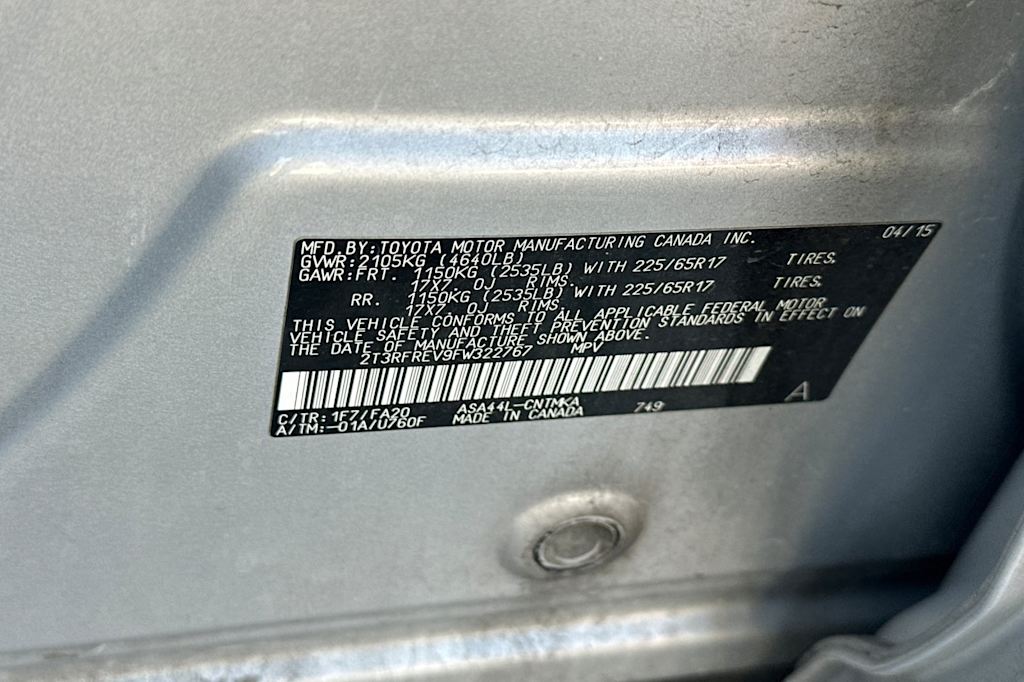 MFD. BY: TOYOTA MOTOR MANUFACTURING CANADA INC. 04/15
GVWR: 2105KG (4640LB)
GAWR: FRT. 1150KG (2535LB) WITH 225/65R17 TIRES.
17X7. 0J RIMS.
RR. 1150KG (2535LB) WITH 225/65R17 TIRES.
17X7. 0J RIMS.
THIS VEHICLE CONFORMS TO ALL APPLICABLE FEDERAL MOTOR
VEHICLE SAFETY AND THEFT PREVENTION STANDARDS IN EFFECT ON
THE DATE OF MANUFACTURE SHOWN ABOVE.
2T3RFREV9FW322767 MPV
C/TR: 1F7/FA20 ASA44L-CNTMKA 749 A
A/TM: -01A/U760F MADE IN CANADA